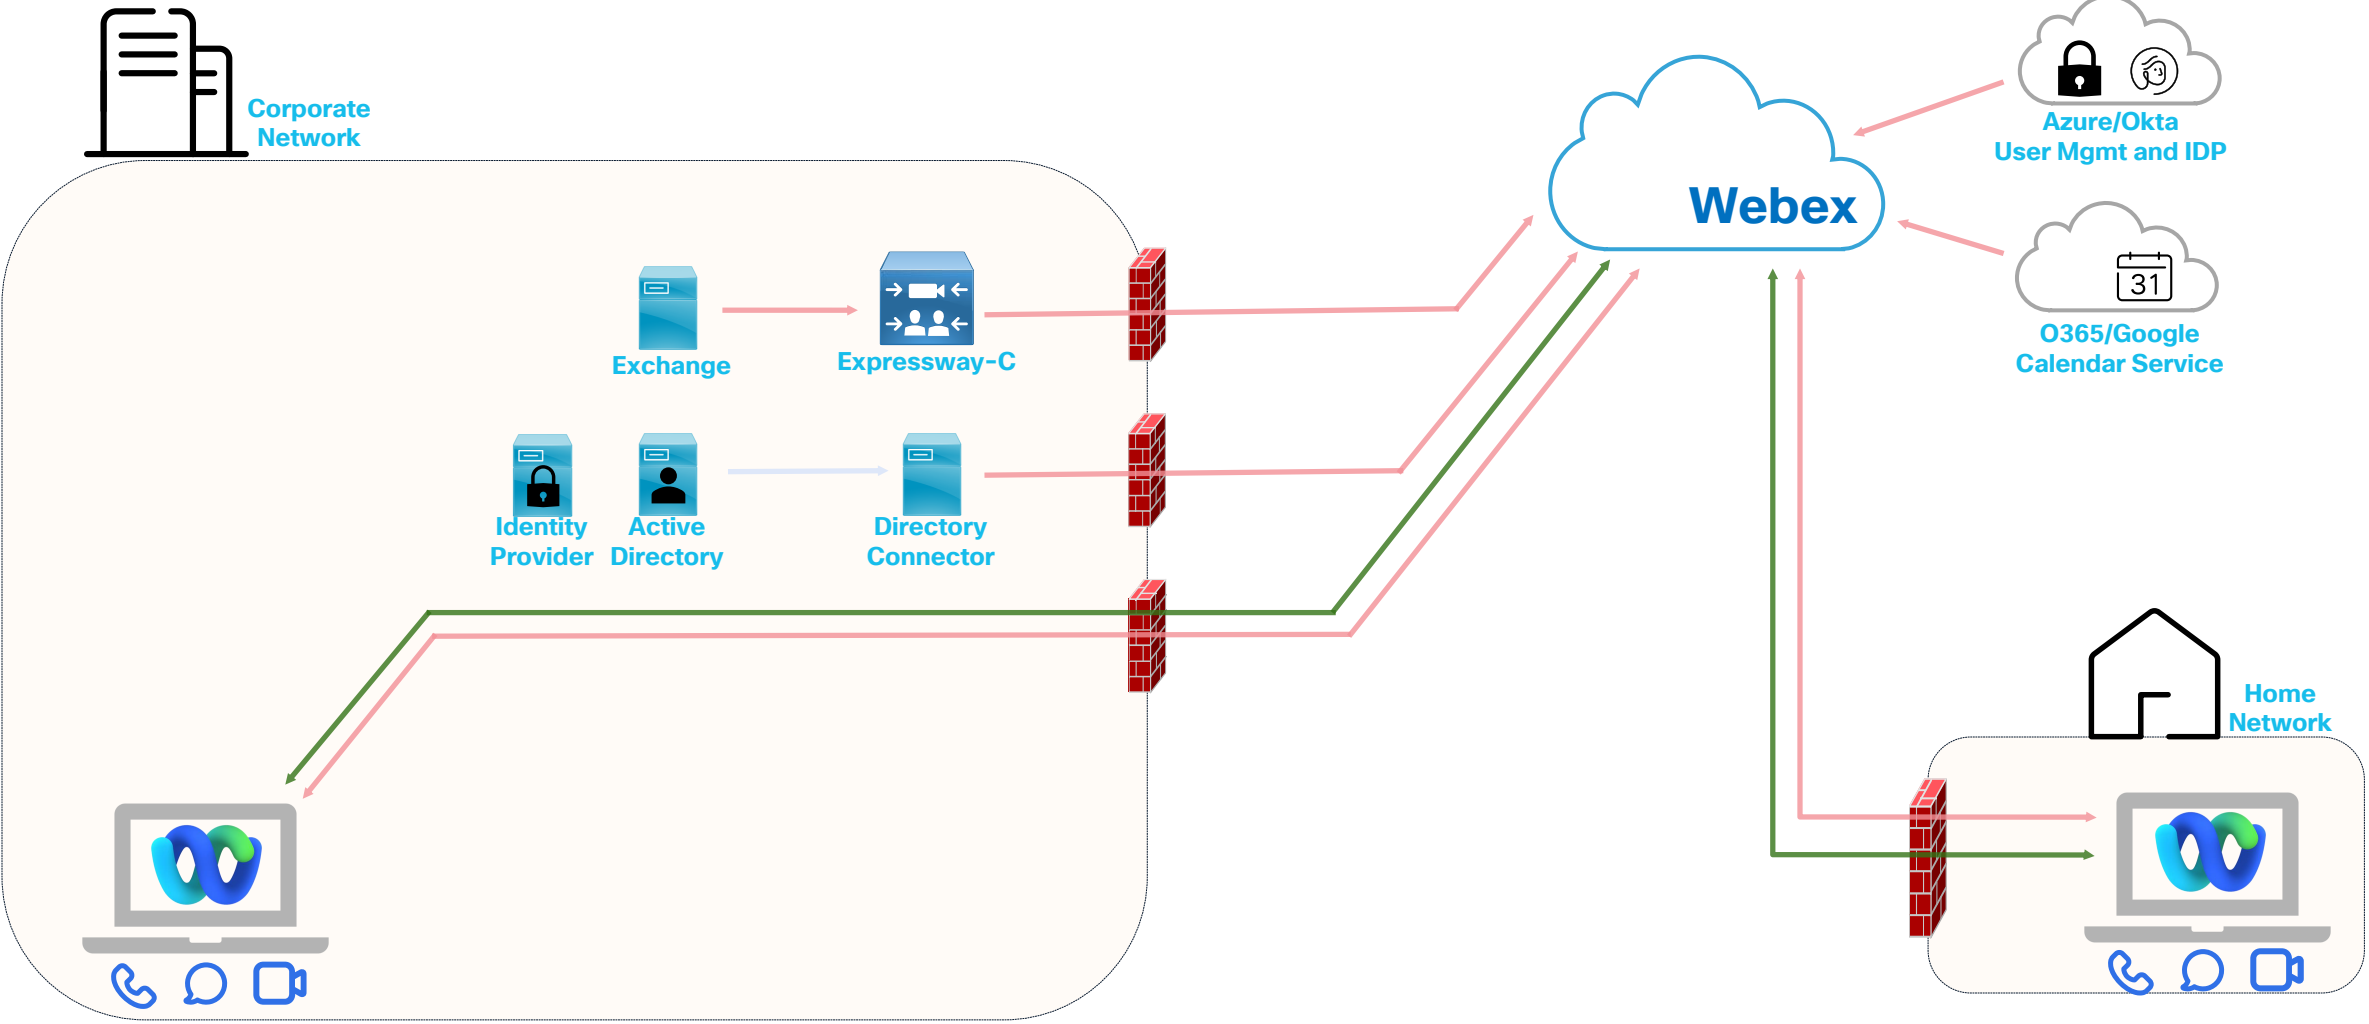 Corporate
Network
Azure/Okta
User Mgmt and IDP
Webex
31
O365/Google
Calendar Service
Exchange
Expressway-C
Identity
Provider
Active
Directory
Directory
Connector
Home
Network